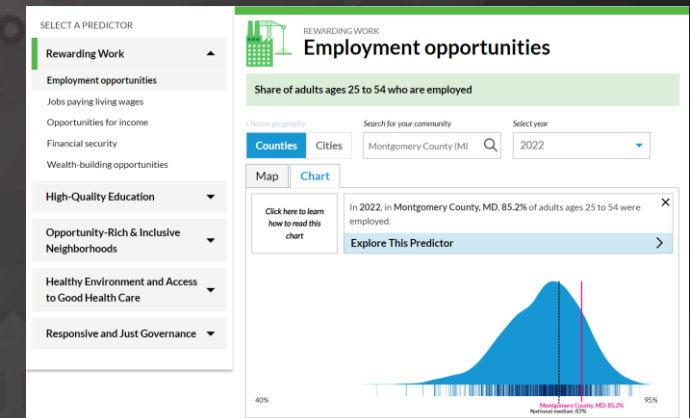 SELECT A PREDICTOR
Rewarding Work
Employment opportunities
Jobs paying living wages
Opportunities for income
Financial security
Wealth-building opportunities
High-Quality Education
Opportunity-Rich & Inclusive
Neighborhoods
Healthy Environment and Access
to Good Health Care
Responsive and Just Governance
REWARDING WORK
Employment opportunities
Share of adults ages 25 to 54 who are employed
Choose geography
Search for your community
Select year
Counties
Cities
Montgomery County (MI
2022
Map
Chart
Click here to learn
how to read this
chart
In 2022, in Montgomery County, MD, 85.2% of adults ages 25 to 54 were
employed.
Explore This Predictor
40%
95%
Montgomery County, MD: 85.2%
National median: 82%